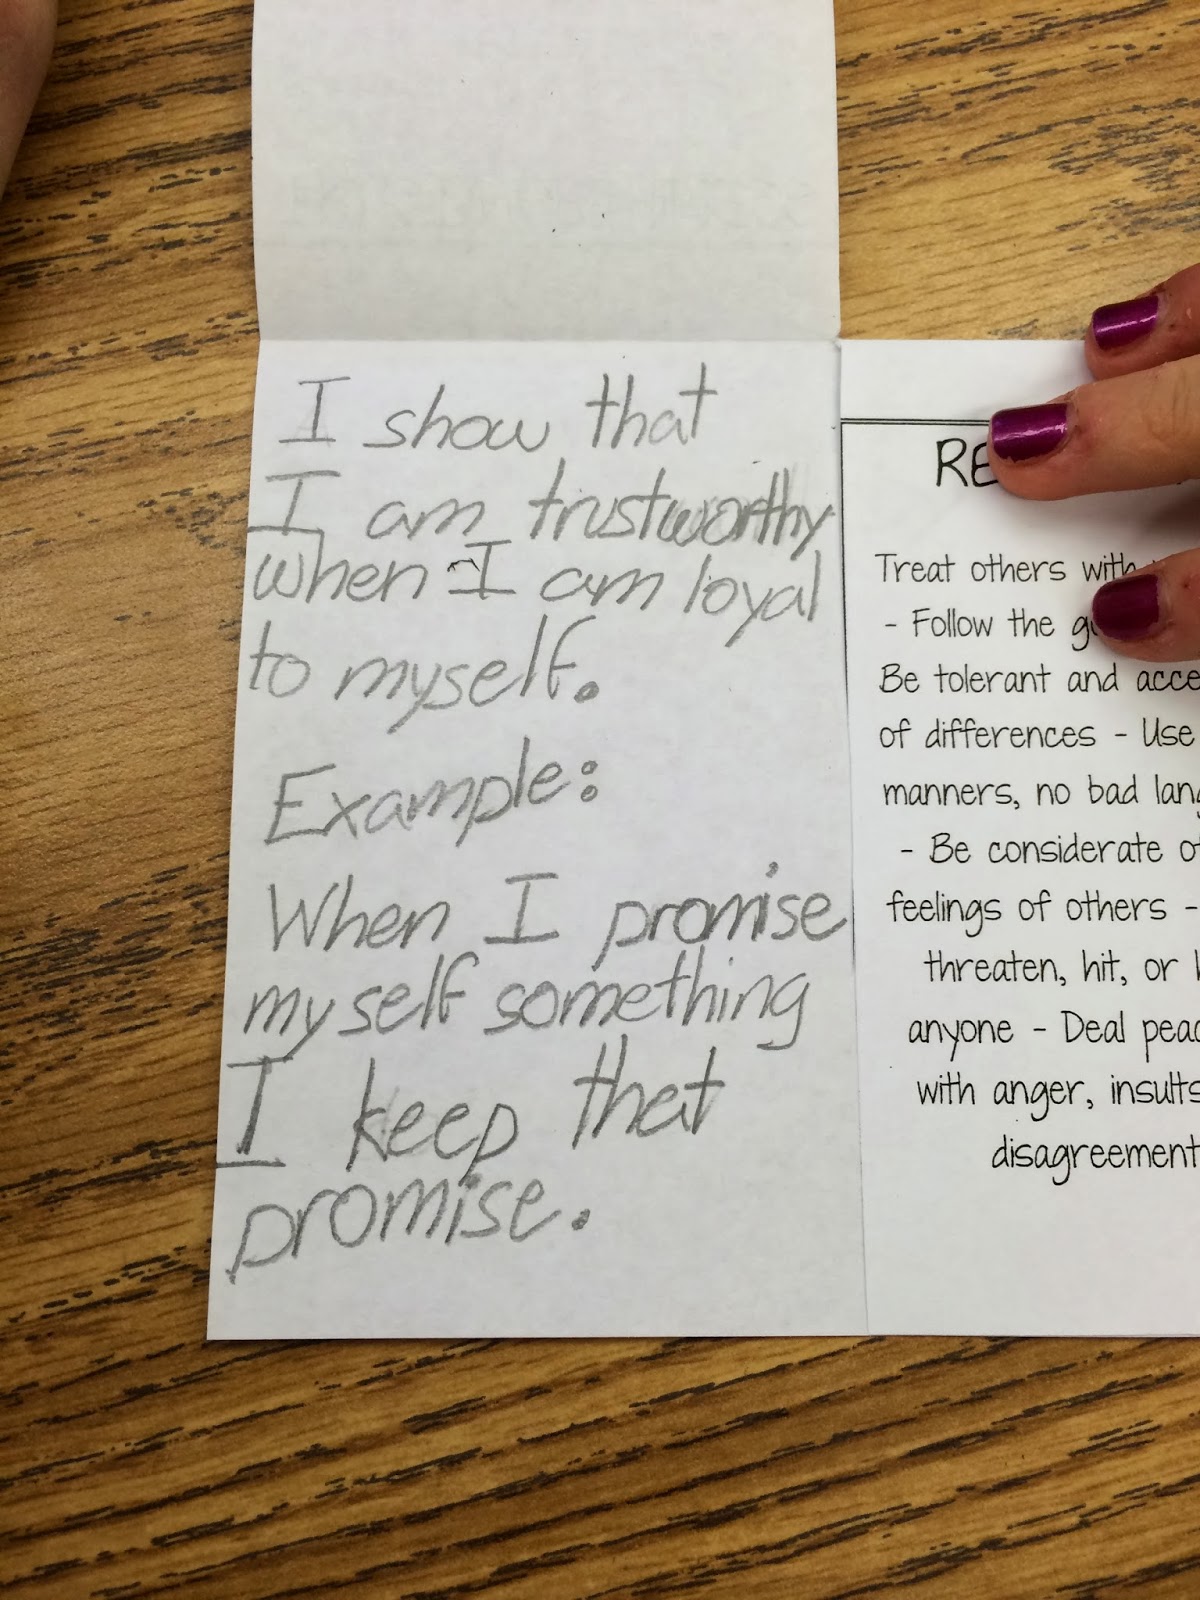 I show that
I am trustworthy
when I am loyal
to myself.
Example:
When I promise
myself something
I keep that
promise.
Treat others with
- Follow the
Be tolerant and
of differences - Use
manners, no bad
- Be considerate
feelings of others -
threaten, hit, or
anyone - Deal
with anger, insults